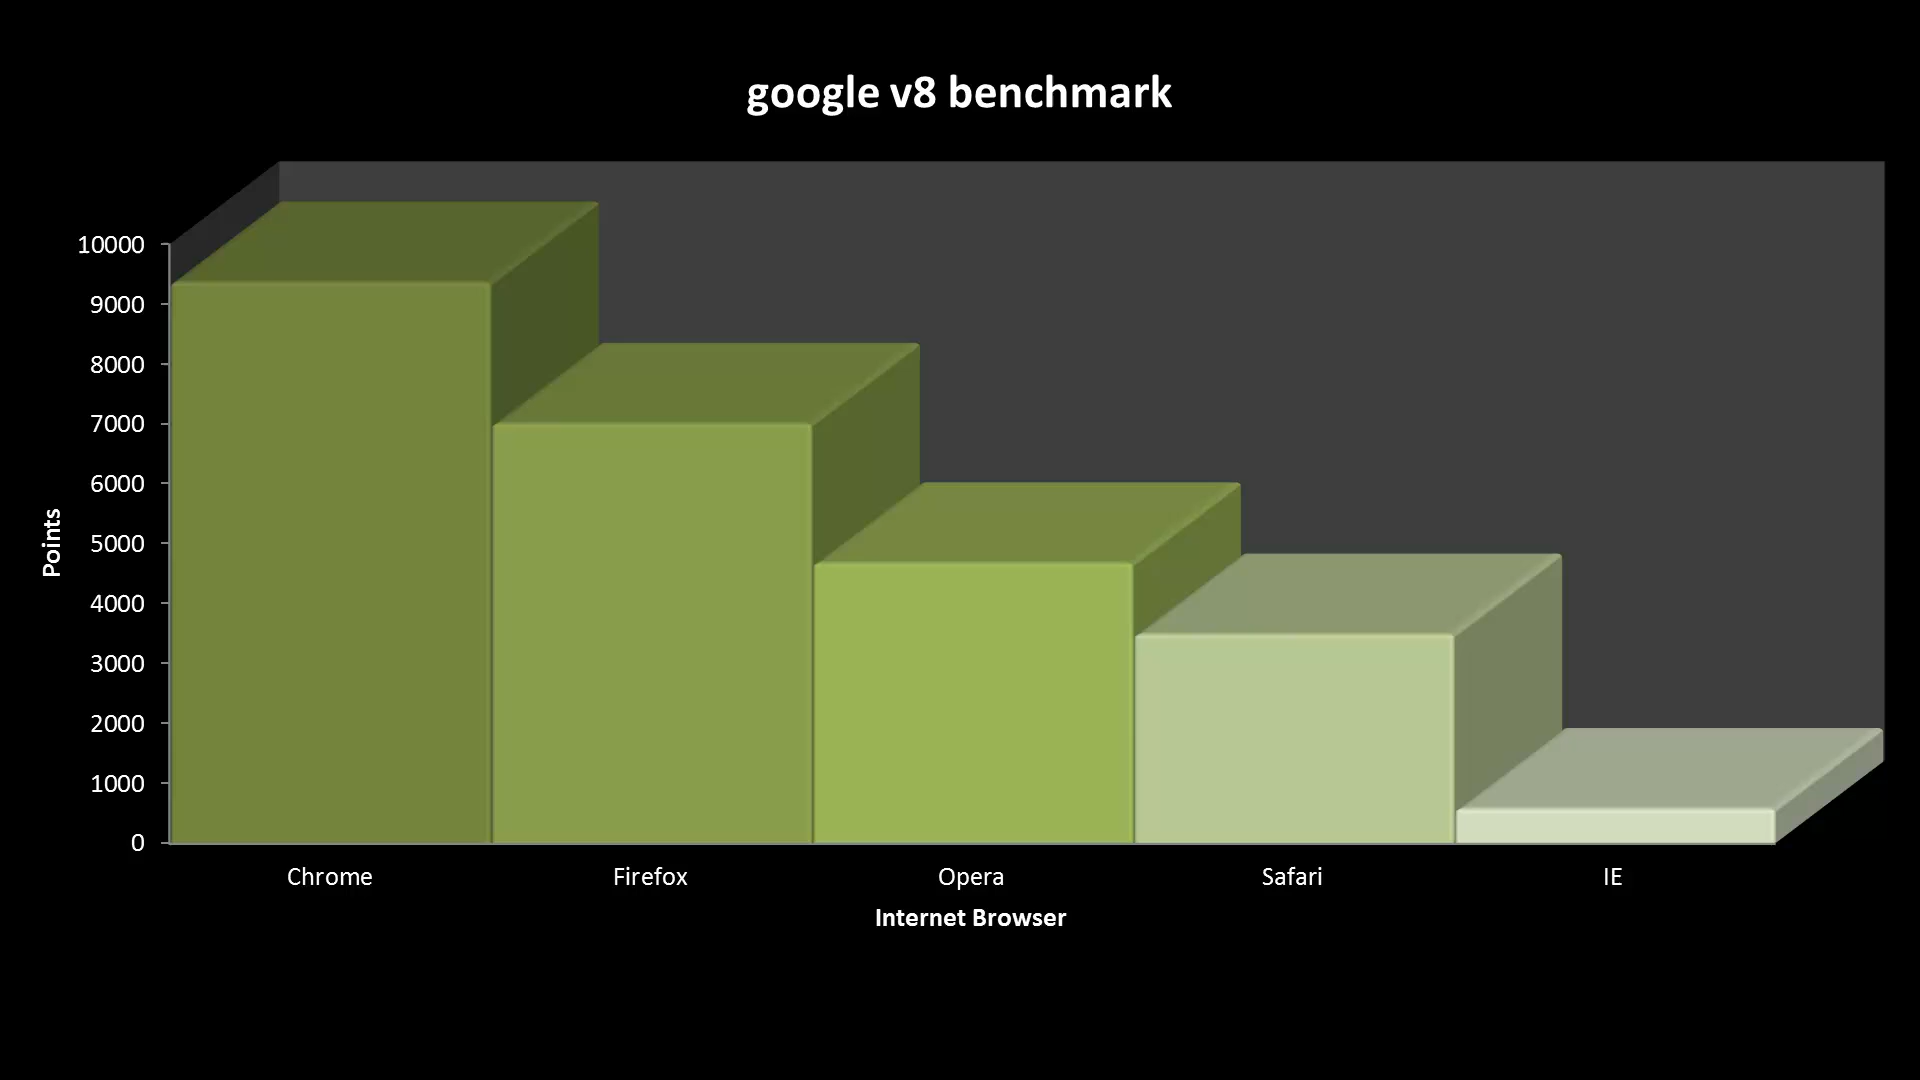 google v8 benchmark
10000
9000
8000
7000
6000
5000
4000
3000
2000
1000
0
Points
Chrome Firefox Opera Safari IE
Internet Browser